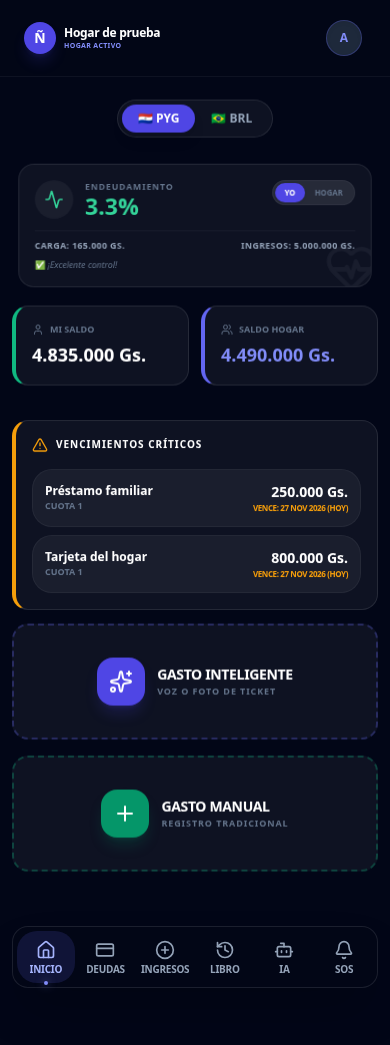 Ñ
Hogar de prueba
HOGAR ACTIVO
A
PYG
BRL
ENDEUDAMIENTO
3.3%
YO
HOGAR
CARGA: 165.000 GS.
INGRESOS: 5.000.000 GS.
✅ ¡Excelente control!
MI SALDO
4.835.000 Gs.
SALDO HOGAR
4.490.000 Gs.
VENCIMIENTOS CRÍTICOS
Préstamo familiar
250.000 Gs.
CUOTA 1
VENCE: 27 NOV 2026 (HOY)
Tarjeta del hogar
800.000 Gs.
CUOTA 1
VENCE: 27 NOV 2026 (HOY)
GASTO INTELIGENTE
VOZ O FOTO DE TICKET
GASTO MANUAL
REGISTRO TRADICIONAL
INICIO
DEUDAS
INGRESOS
LIBRO
IA
SOS